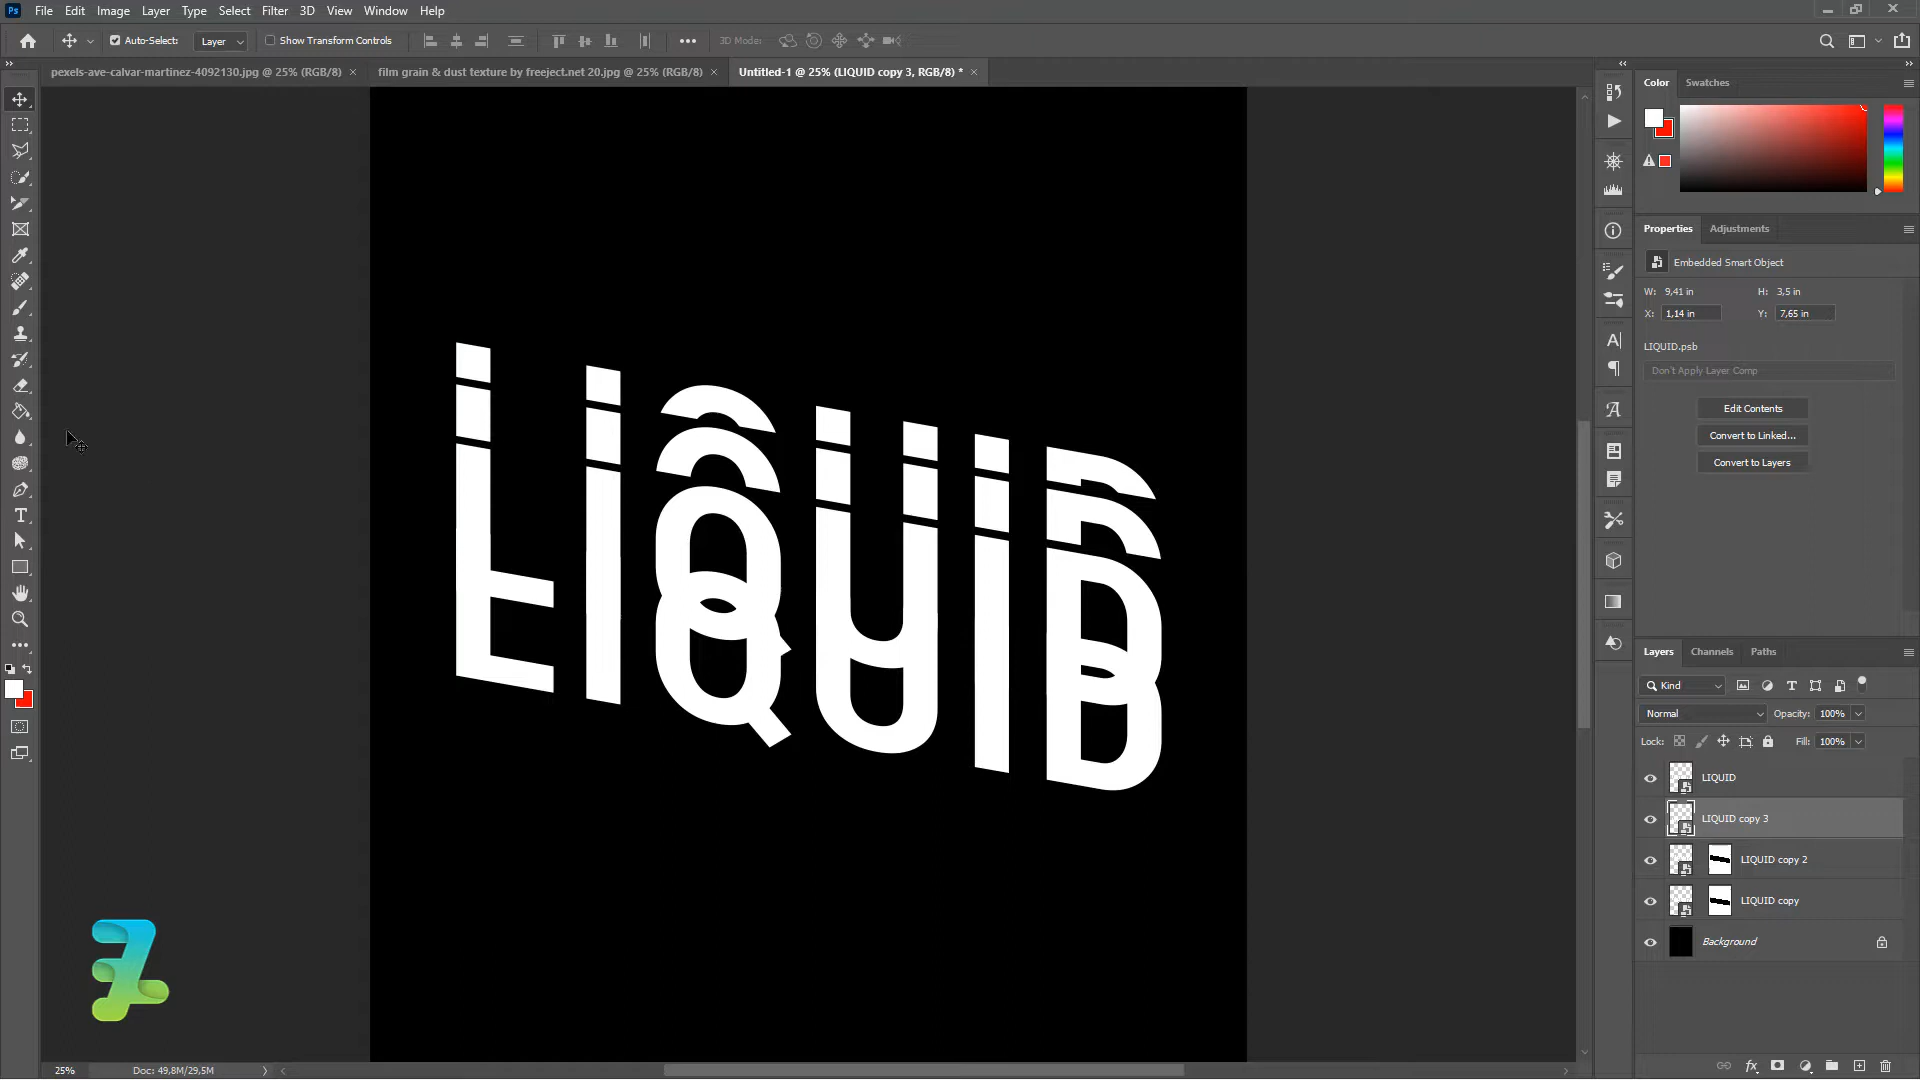 Ps File Edit Image Layer Type Select Filter 3D View Window Help
Auto-Select: Layer Show Transform Controls 3D Mode:
pexels-ave-calvar-martinez-4092130.jpg @ 25% (RGB/8) × film grain & dust texture by freeject.net 20.jpg @ 25% (RGB/8) × Untitled-1 @ 25% (LIQUID copy 3, RGB/8) * ×
Color Swatches
Properties Adjustments
Embedded Smart Object
W: 9,41 in H: 3,5 in
X: 1,14 in Y: 7,65 in
LIQUID.psb
Don't Apply Layer Comp
Edit Contents
Convert to Linked...
Convert to Layers
LIQUID
Layers Channels Paths
Kind
Normal Opacity: 100%
Lock: Fill: 100%
LIQUID
LIQUID copy 3
LIQUID copy 2
LIQUID copy
Background
25% Doc: 49,8M/29,5M